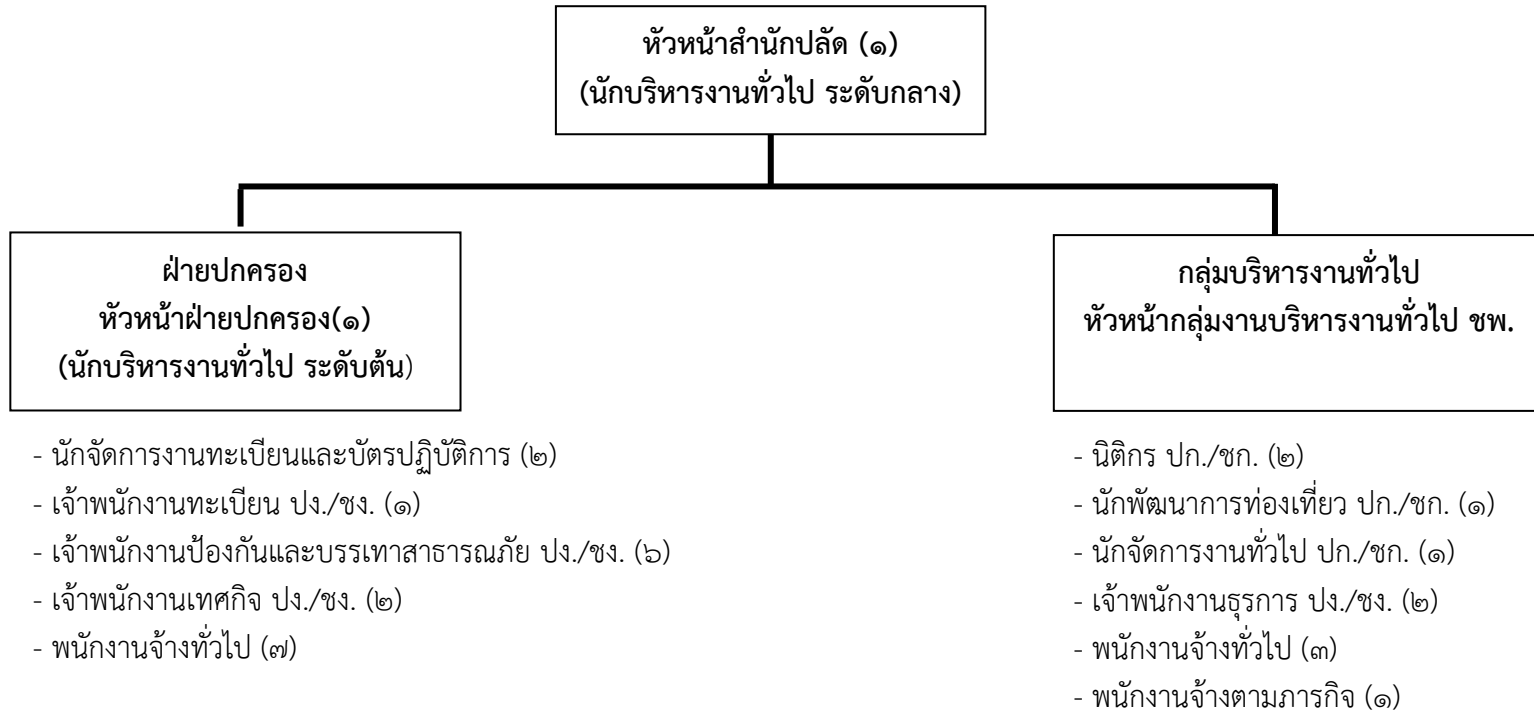 หัวหน้าสำนักปลัด (๑)
(นักบริหารงานทั่วไป ระดับกลาง)
ฝ่ายปกครอง
หัวหน้าฝ่ายปกครอง(๑)
(นักบริหารงานทั่วไป ระดับต้น)
- นักจัดการงานทะเบียนและบัตรปฏิบัติการ (๒)
- เจ้าพนักงานทะเบียน ปง./ชง. (๑)
- เจ้าพนักงานป้องกันและบรรเทาสาธารณภัย ปง./ชง. (๖)
- เจ้าพนักงานเทศกิจ ปง./ชง. (๒)
- พนักงานจ้างทั่วไป (๗)
กลุ่มบริหารงานทั่วไป
หัวหน้ากลุ่มงานบริหารงานทั่วไป ชพ.
- นิติกร ปก./ชก. (๒)
- นักพัฒนาการท่องเที่ยว ปก./ชก. (๑)
- นักจัดการงานทั่วไป ปก./ชก. (๑)
- เจ้าพนักงานธุรการ ปง./ชง. (๒)
- พนักงานจ้างทั่วไป (๓)
- พนักงานจ้างตามภารกิจ (๑)